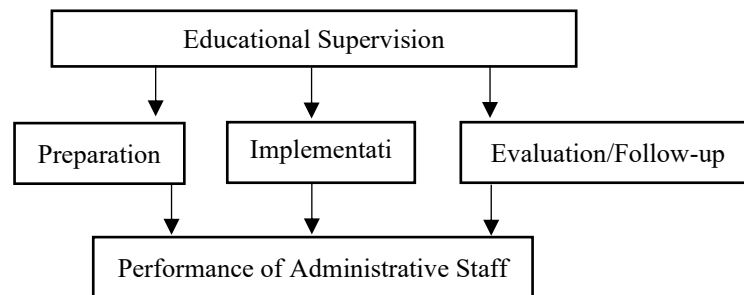 Educational Supervision
Preparation
Implementati
Evaluation/Follow-up
Performance of Administrative Staff